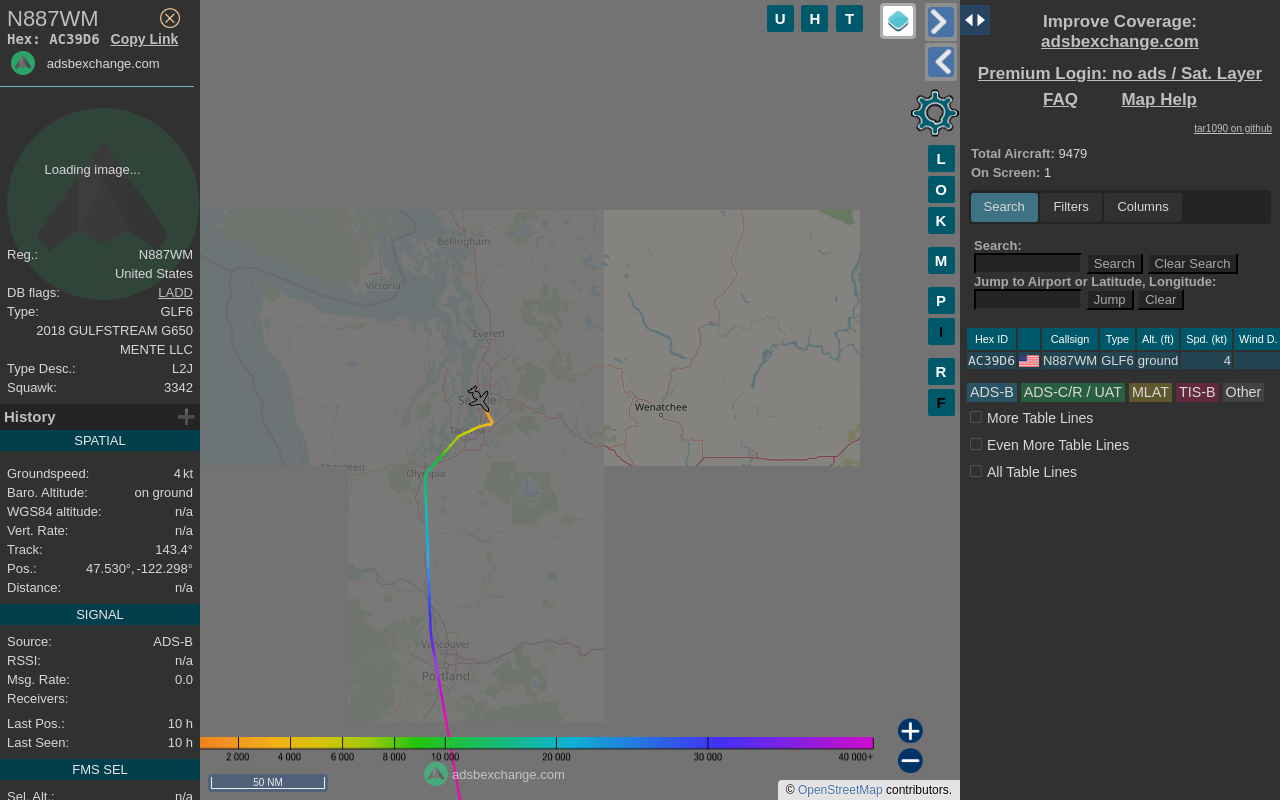 N887WM
Hex: AC39D6 Copy Link
adsbexchange.com
Loading image...
Reg.: N887WM
United States
DB flags: LADD
Type: GLF6
2018 GULFSTREAM G650
MENTE LLC
Type Desc.: L2J
Squawk: 3342
History
SPATIAL
Groundspeed: 4 kt
Baro. Altitude: on ground
WGS84 altitude: n/a
Vert. Rate: n/a
Track: 143.4°
Pos.: 47.530°, -122.298°
Distance: n/a
SIGNAL
Source: ADS-B
RSSI: n/a
Msg. Rate: 0.0
Receivers:
Last Pos.: 10 h
Last Seen: 10 h
FMS SEL
Sel. Alt.: n/a
U H T
L
O
K
M
P
I
R
F
Bellingham
Victoria
Everett
Seattle
Wenatchee
Tacoma
Aberdeen
Olympia
Vancouver
Portland
2 000 4 000 6 000 8 000 10 000 20 000 30 000 40 000+
50 NM
adsbexchange.com
© OpenStreetMap contributors.
Improve Coverage:
adsbexchange.com
Premium Login: no ads / Sat. Layer
FAQ Map Help
tar1090 on github
Total Aircraft: 9479
On Screen: 1
Search Filters Columns
Search:
Search Clear Search
Jump to Airport or Latitude, Longitude:
Jump Clear
Hex ID Callsign Type Alt. (ft) Spd. (kt) Wind D.
AC39D6 N887WM GLF6 ground 4
ADS-B ADS-C/R / UAT MLAT TIS-B Other
More Table Lines
Even More Table Lines
All Table Lines